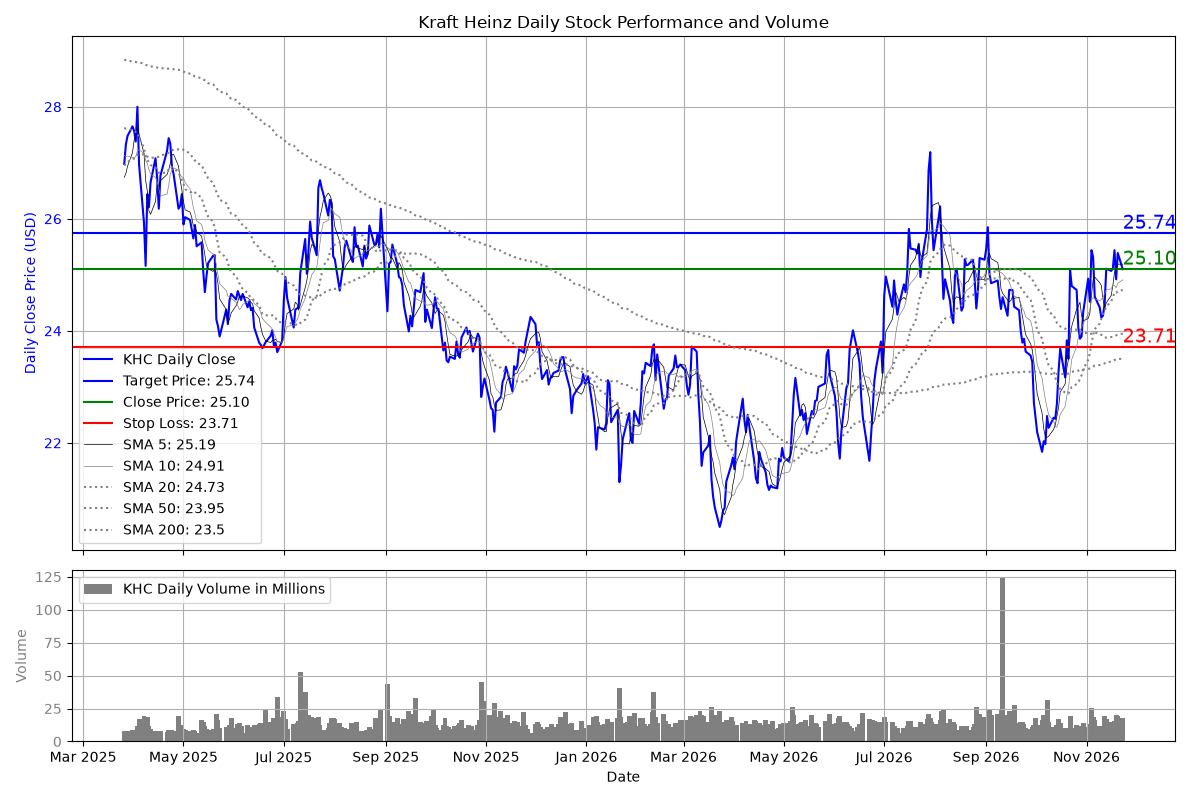 Kraft Heinz Daily Stock Performance and Volume
Daily Close Price (USD)
28
26
24
22
25.74
25.10
23.71
KHC Daily Close
Target Price: 25.74
Close Price: 25.10
Stop Loss: 23.71
SMA 5: 25.19
SMA 10: 24.91
SMA 20: 24.73
SMA 50: 23.95
SMA 200: 23.5
Volume
125
100
75
50
25
0
KHC Daily Volume in Millions
Mar 2025 May 2025 Jul 2025 Sep 2025 Nov 2025 Jan 2026 Mar 2026 May 2026 Jul 2026 Sep 2026 Nov 2026
Date